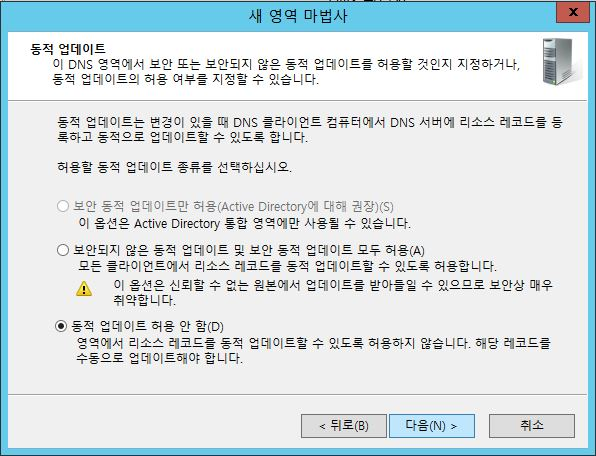 새 영역 마법사
x
동적 업데이트
이 DNS 영역에서 보안 또는 보안되지 않은 동적 업데이트를 허용할 것인지 지정하거나,
동적 업데이트의 허용 여부를 지정할 수 있습니다.
동적 업데이트는 변경이 있을 때 DNS 클라이언트 컴퓨터에서 DNS 서버에 리소스 레코드를 등
록하고 동적으로 업데이트할 수 있도록 합니다.
허용할 동적 업데이트 종류를 선택하십시오.
보안 동적 업데이트만 허용(Active Directory에 대해 권장)(S)
이 옵션은 Active Directory 통합 영역에만 사용될 수 있습니다.
보안되지 않은 동적 업데이트 및 보안 동적 업데이트 모두 허용(A)
모든 클라이언트에서 리소스 레코드를 동적 업데이트할 수 있도록 허용합니다.
이 옵션은 신뢰할 수 없는 원본에서 업데이트를 받아들일 수 있으므로 보안상 매우
취약합니다.
동적 업데이트 허용 안 함(D)
영역에서 리소스 레코드를 동적 업데이트할 수 있도록 허용하지 않습니다. 해당 레코드를
수동으로 업데이트해야 합니다.
< 뒤로(B)
다음(N) >
취소